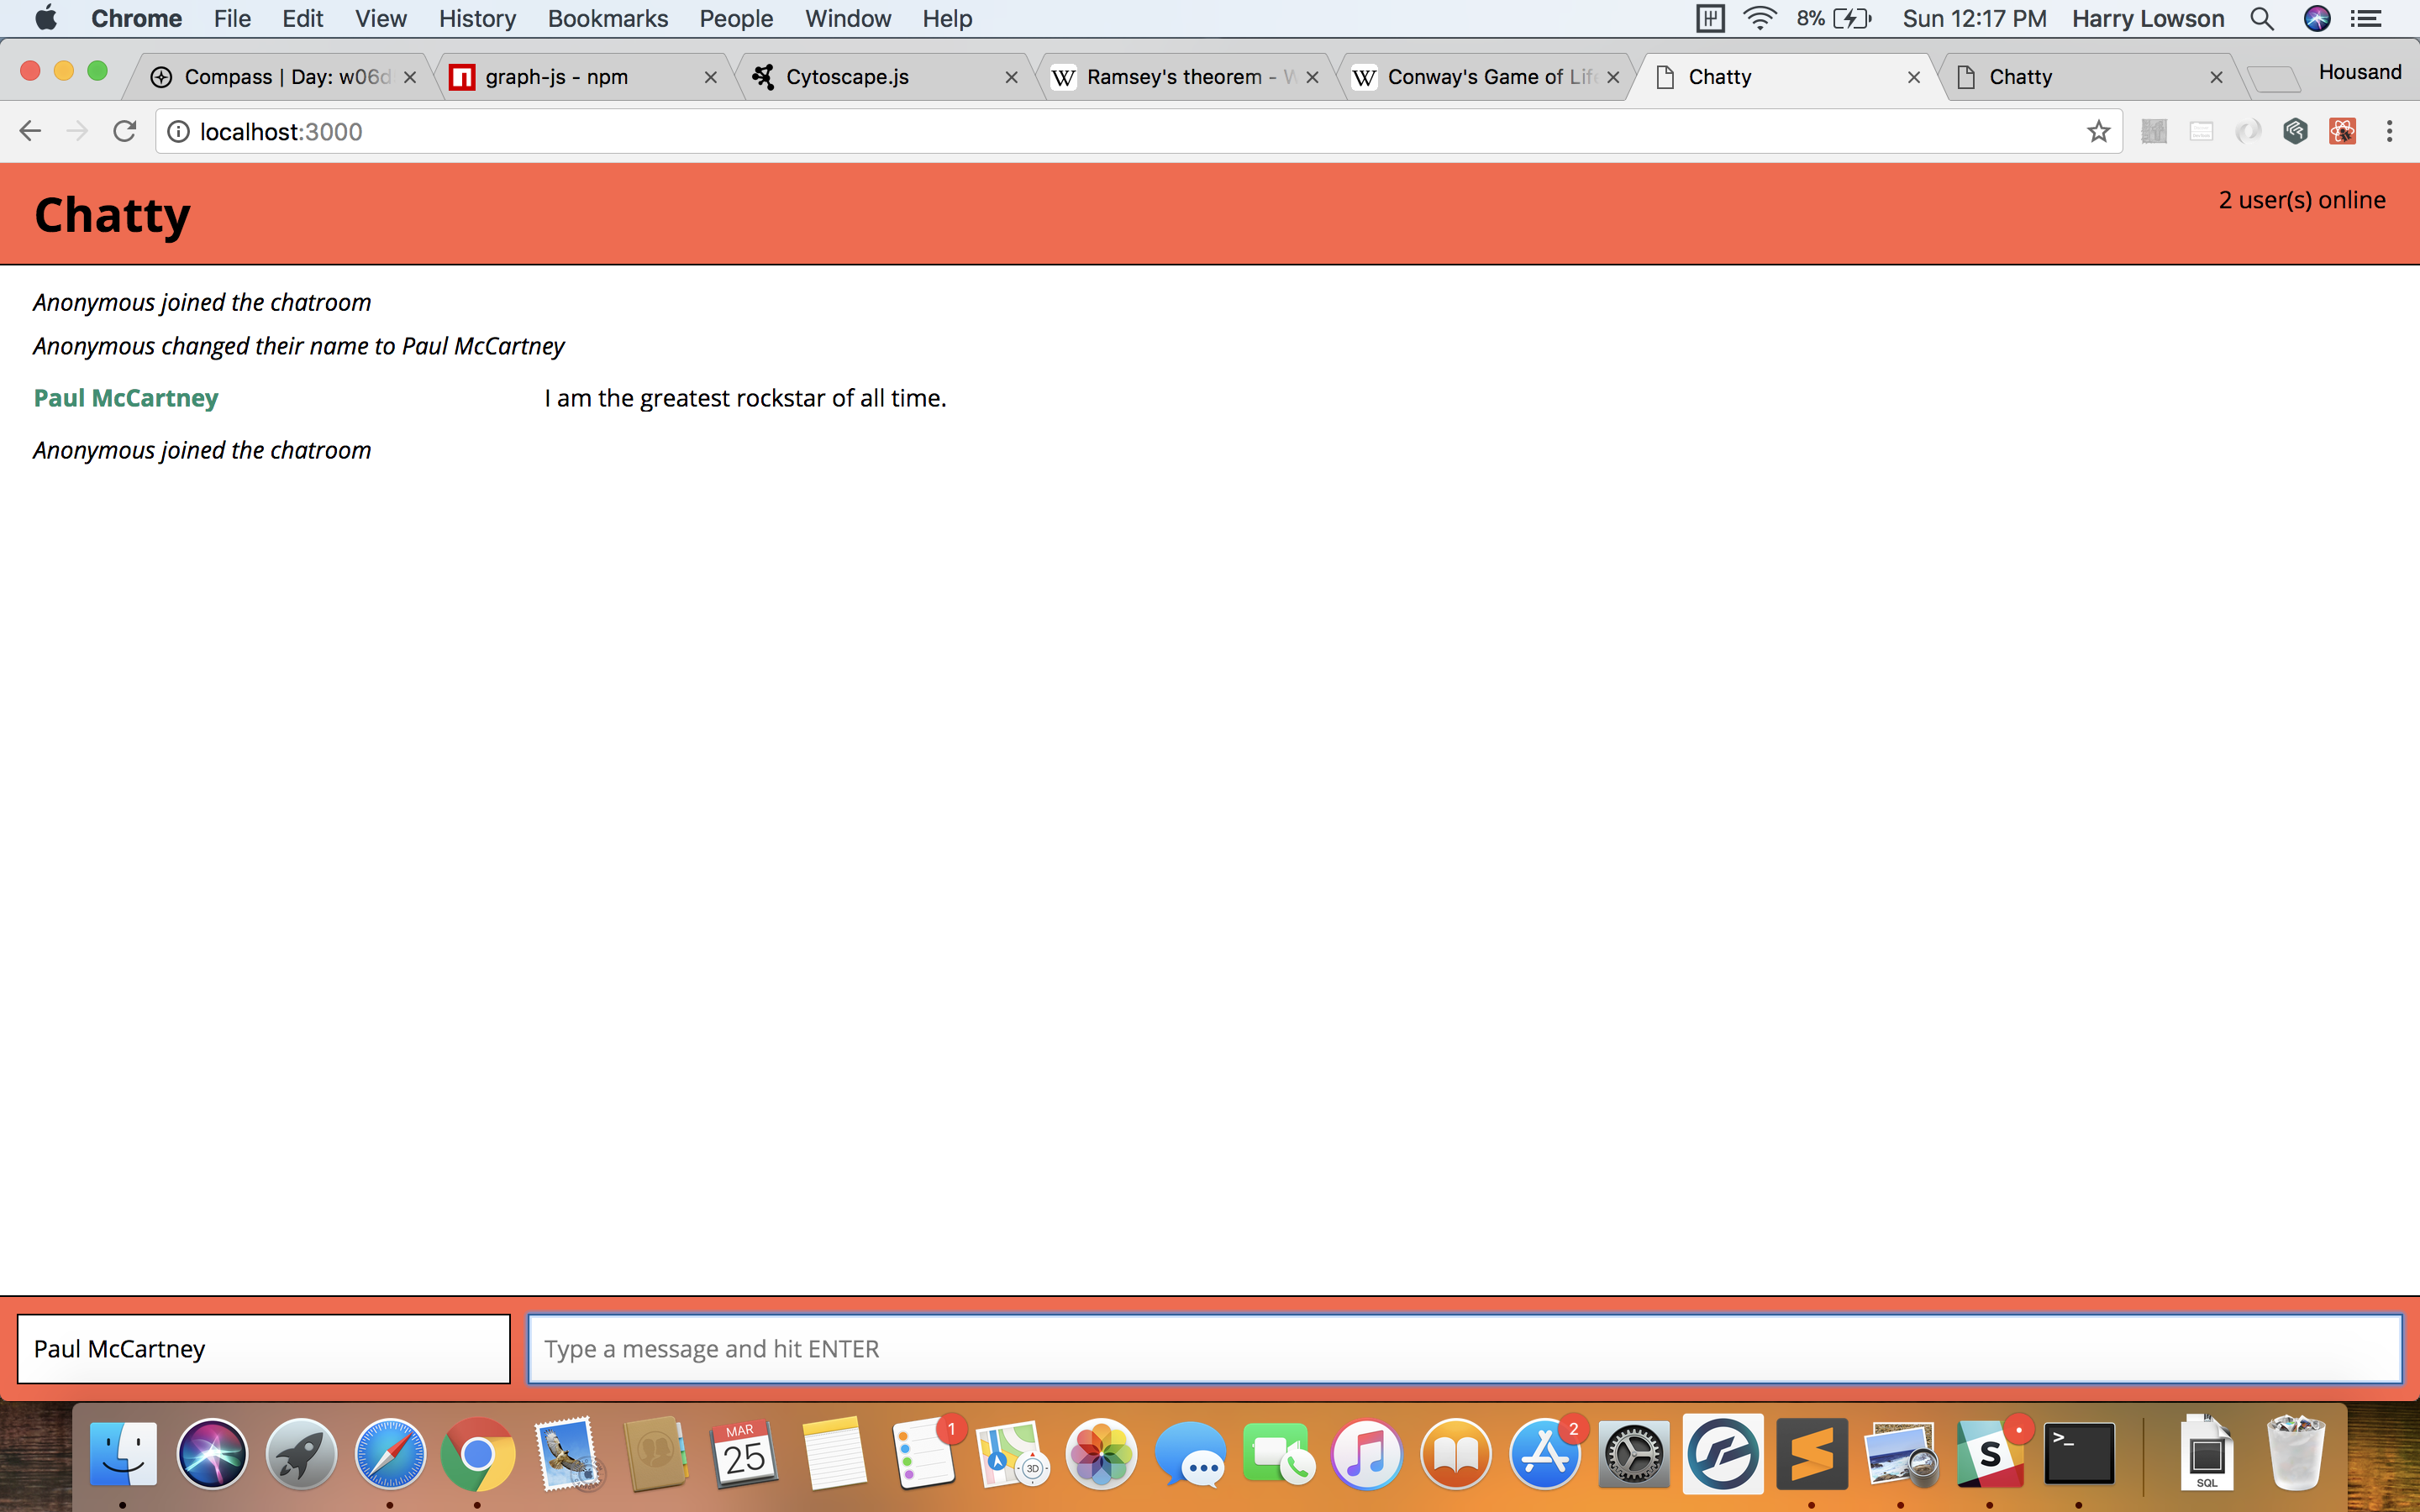 Chrome File Edit View History Bookmarks People Window Help 8% Sun 12:17 PM Harry Lowson
Compass | Day: w06d graph-js - npm Cytoscape.js Ramsey's theorem - W Conway's Game of Life Chatty Chatty Housand
localhost:3000
Chatty 2 user(s) online
Anonymous joined the chatroom
Anonymous changed their name to Paul McCartney
Paul McCartney I am the greatest rockstar of all time.
Anonymous joined the chatroom
Paul McCartney Type a message and hit ENTER
MAR 1 2
25 3D S >_ SQL